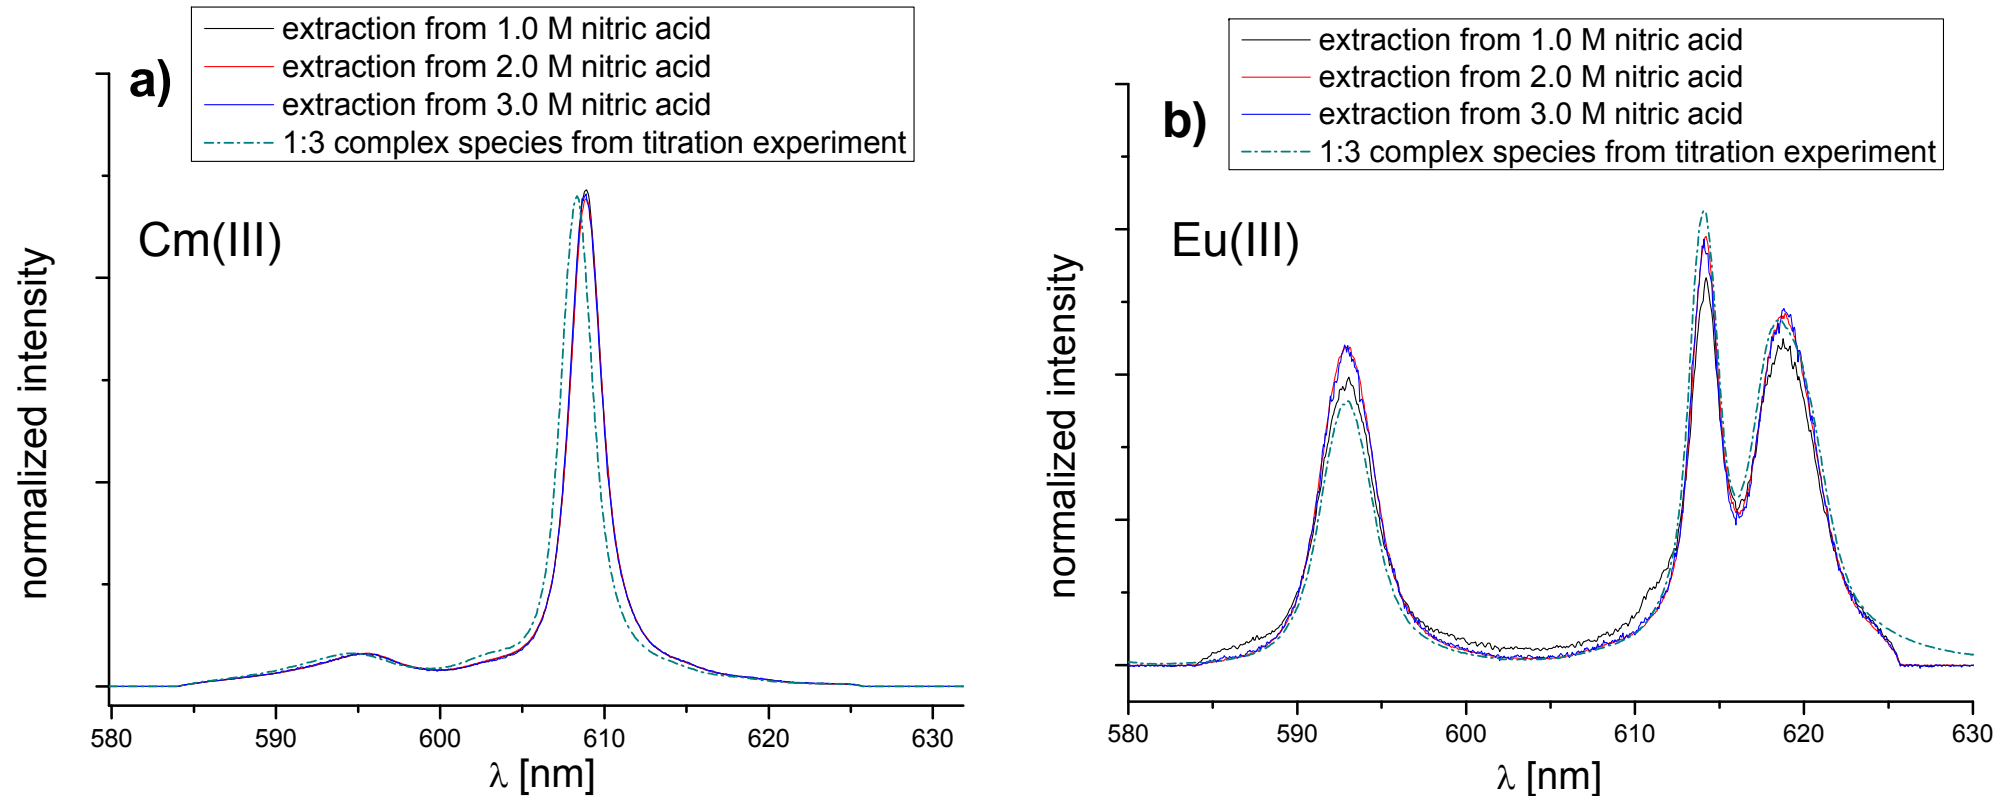 a)
extraction from 1.0 M nitric acid
extraction from 2.0 M nitric acid
extraction from 3.0 M nitric acid
1:3 complex species from titration experiment
Cm(III)
normalized intensity
580 590 600 610 620 630
λ [nm]
b)
extraction from 1.0 M nitric acid
extraction from 2.0 M nitric acid
extraction from 3.0 M nitric acid
1:3 complex species from titration experiment
Eu(III)
normalized intensity
580 590 600 610 620 630
λ [nm]